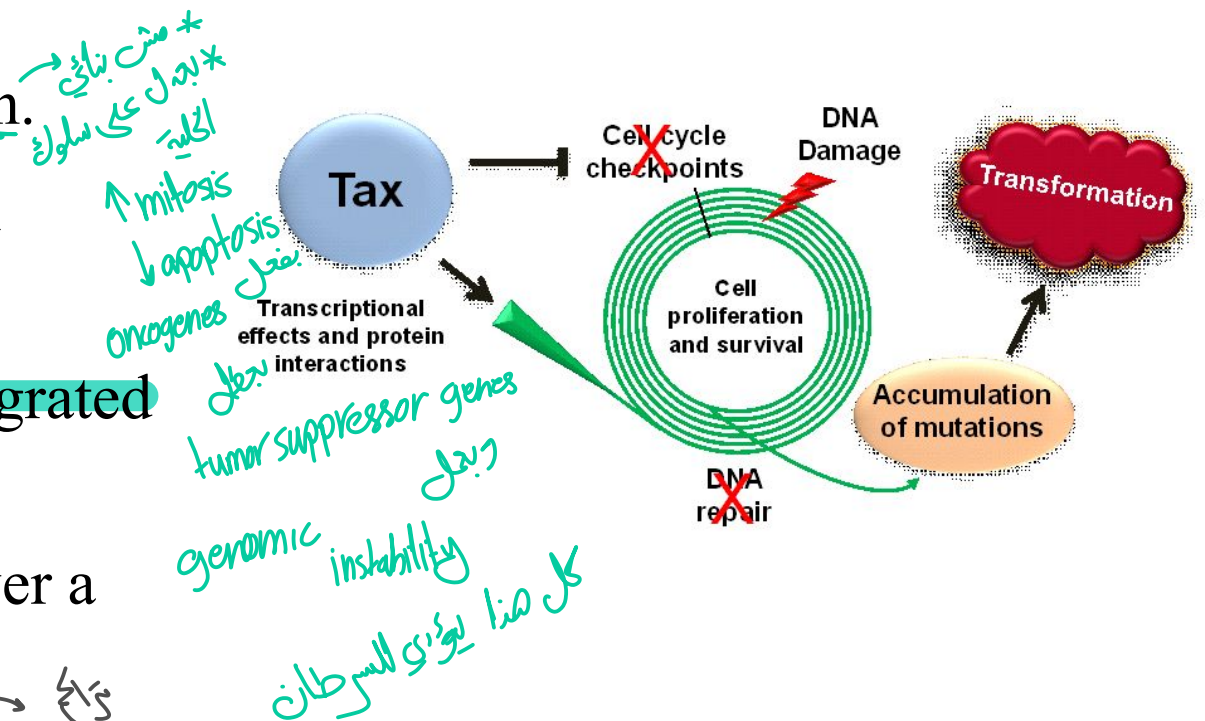 n.
* مش بنائي
* بعدل على سلوك
الخلية
↑ mitosis
↓ apoptosis
بفعل
oncogenes
بعطل
tumor suppressor genes
وبعمل
genomic instability
كل هذا يؤدي للسرطان
grated
er a
Tax
Transcriptional
effects and protein
interactions
Cell cycle
checkpoints
DNA
Damage
Cell
proliferation
and survival
DNA
repair
Accumulation
of mutations
Transformation